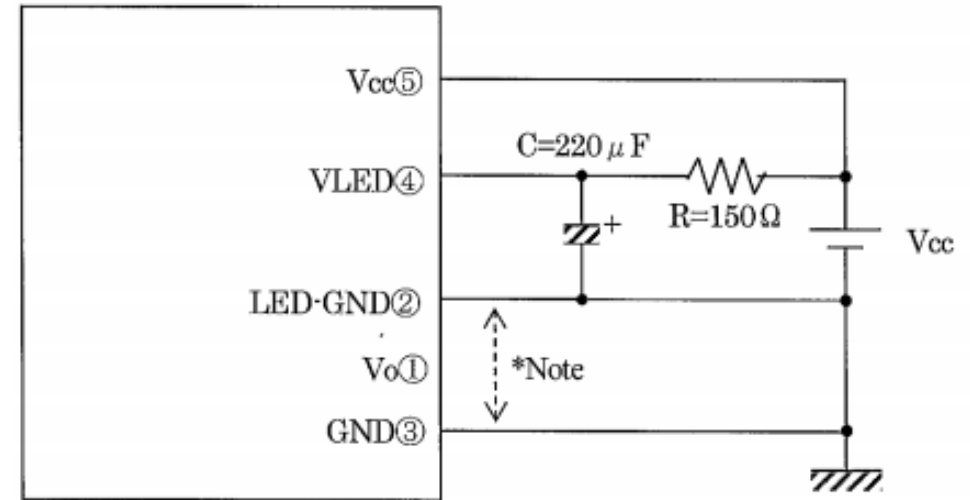 Vcc⑤
C=220μF
VLED④
R=150Ω
+
Vcc
LED·GND②
Vo①
*Note
GND③